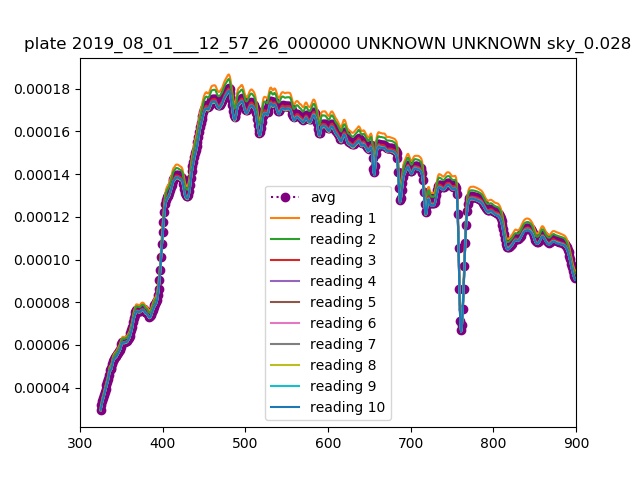 plate 2019_08_01___12_57_26_000000 UNKNOWN UNKNOWN sky_0.028
0.00018
0.00016
0.00014
0.00012
0.00010
0.00008
0.00006
0.00004
avg
reading 1
reading 2
reading 3
reading 4
reading 5
reading 6
reading 7
reading 8
reading 9
reading 10
300 400 500 600 700 800 900